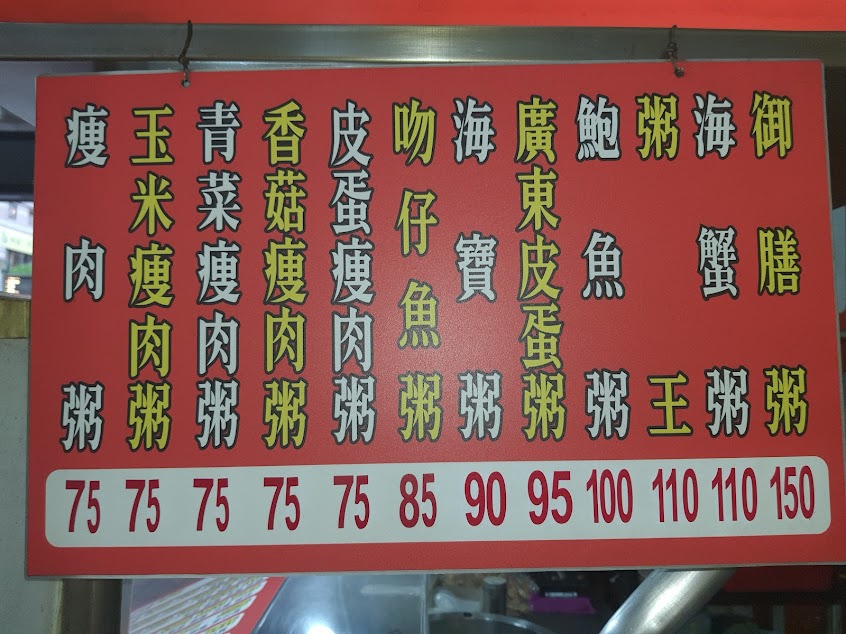 瘦肉粥
玉米瘦肉粥
青菜瘦肉粥
香菇瘦肉粥
皮蛋瘦肉粥
吻仔魚粥
海寶粥
廣東皮蛋粥
鮑魚粥
粥王
海蟹粥
御膳粥
75 75 75 75 75 85 90 95 100 110 110 150